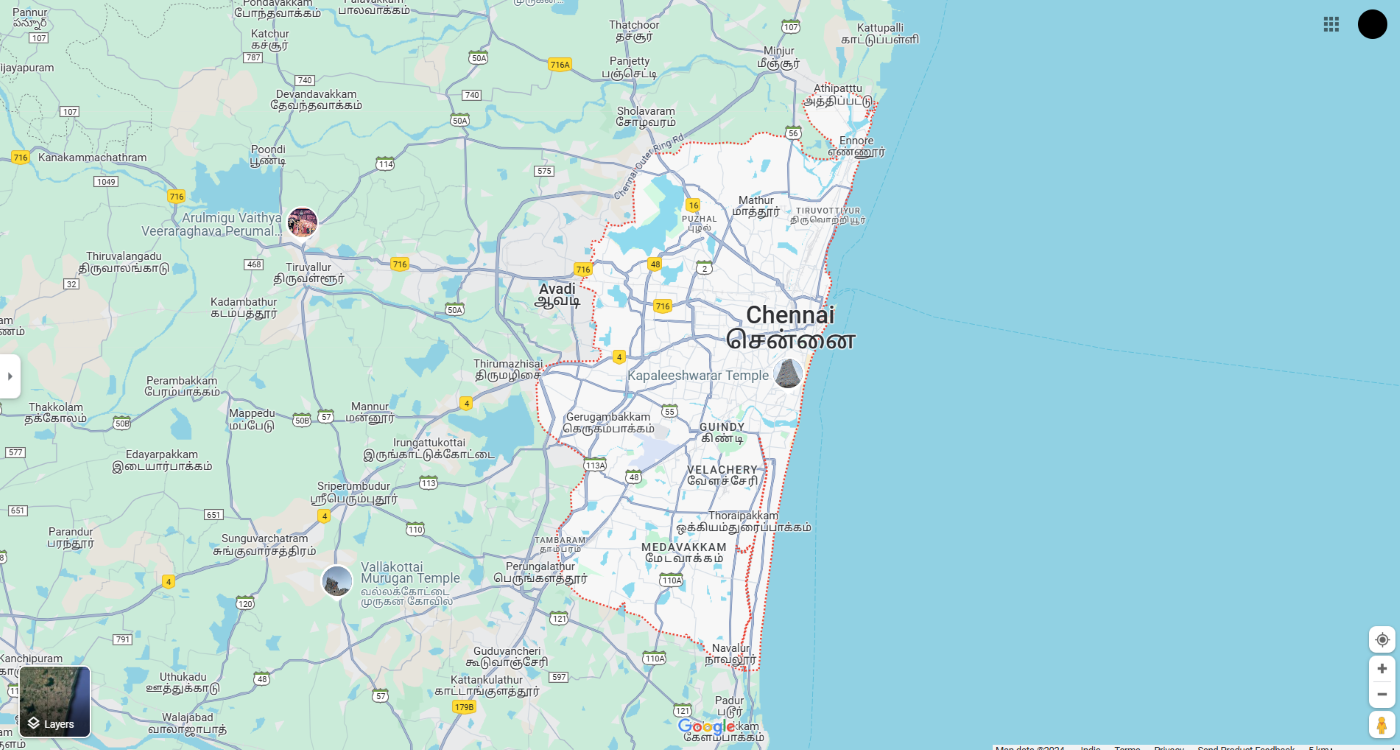 Pannur
Pondavakkam
போந்தவாக்கம்
பாலவாக்கம்
107
Katchur
கச்சூர்
787
Thatchoor
தச்சூர்
Kattupalli
காட்டுப்பள்ளி
107
Minjur
மீஞ்சூர்
50A
716A
Panjetty
பஞ்செட்டி
740
Devandavakkam
தேவந்தவாக்கம்
740
Athipatttu
அத்திப்பட்டு
107
50A
Sholavaram
சோழவரம்
56
Ennore
எண்ணூர்
Chennai Outer Ring Rd
716
Kanakammachathram
Poondi
பூண்டி
114
575
1049
716
16
Mathur
மாத்தூர்
PUZHAL
புழல்
TIRUVOTTIYUR
திருவொற்றியூர்
Arulmigu Vaithya
Veeraraghava Perumal...
Thiruvalangadu
திருவாலங்காடு
468
Tiruvallur
திருவள்ளூர்
716
716
48
2
32
Avadi
ஆவடி
Kadambathur
கடம்பத்தூர்
50A
716
Chennai
சென்னை
4
Thirumazhisai
திருமழிசை
Kapaleeshwarar Temple
Perambakkam
பேரம்பாக்கம்
Thakkolam
தக்கோலம்
50B
Mappedu
மப்பேடு
50B
57
Mannur
மண்ணூர்
4
Gerugambakkam
கெருகம்பாக்கம்
55
GUINDY
கிண்டி
577
Edayarpakkam
இடையார்பாக்கம்
Irungattukottai
இருங்காட்டுக்கோட்டை
113A
48
VELACHERY
வேளச்சேரி
113
Sriperumbudur
ஸ்ரீபெரும்புதூர்
651
651
4
110
Thoraipakkam
ஒக்கியம்துரைப்பாக்கம்
Parandur
பரந்தூர்
Sunguvarchatram
சுங்குவார்சத்திரம்
TAMBARAM
தாம்பரம்
MEDAVAKKAM
மேடவாக்கம்
Perungalathur
பெருங்களத்தூர்
4
Vallakottai
Murugan Temple
வல்லக்கோட்டை
முருகன் கோவில்
110A
120
121
791
Guduvancheri
கூடுவாஞ்சேரி
110A
Navalur
நாவலூர்
Kanchipuram
Uthukadu
ஊத்துக்காடு
48
Kattankulathur
காட்டாங்குளத்தூர்
597
57
179B
121
Padur
படூர்
Walajabad
வாலாஜாபாத்
Layers
Google
கேளம்பாக்கம்
Map data ©2024
India
Terms
Privacy
Send Product Feedback
5 km